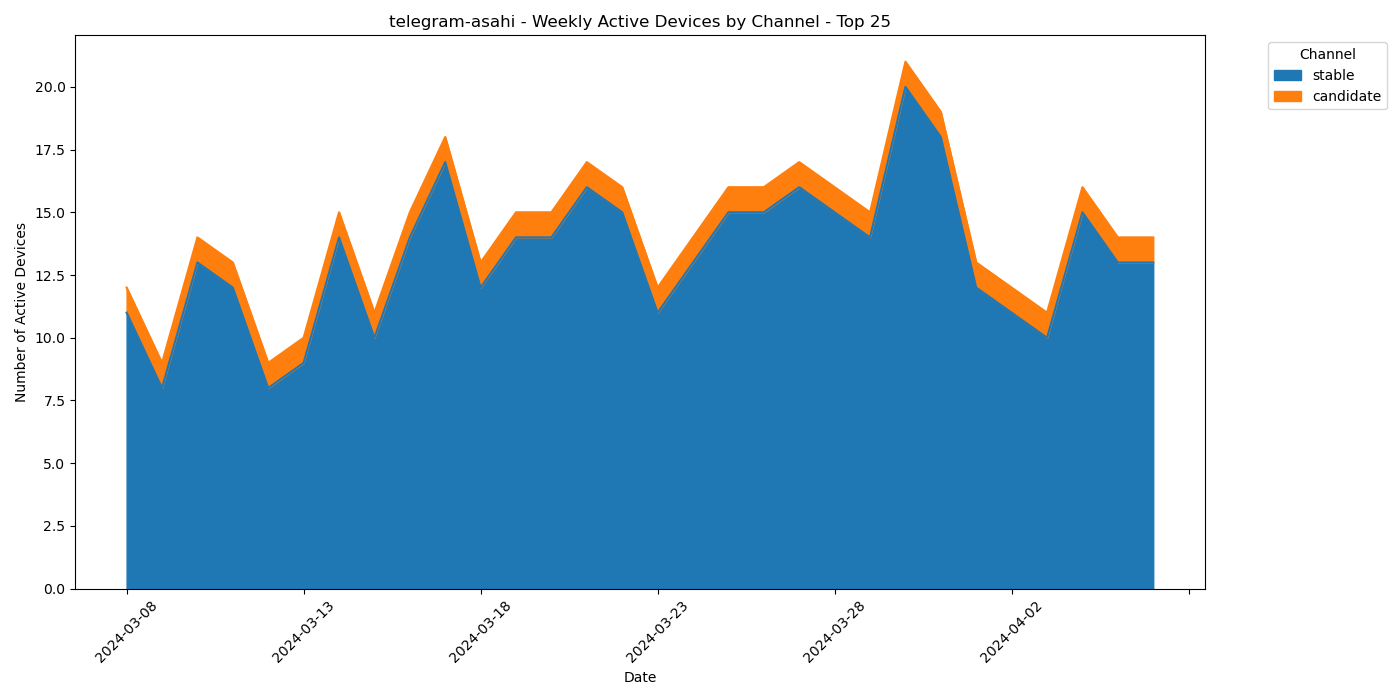 telegram-asahi - Weekly Active Devices by Channel - Top 25
Channel
stable
candidate
Number of Active Devices
20.0
17.5
15.0
12.5
10.0
7.5
5.0
2.5
0.0
2024-03-08
2024-03-13
2024-03-18
2024-03-23
2024-03-28
2024-04-02
Date